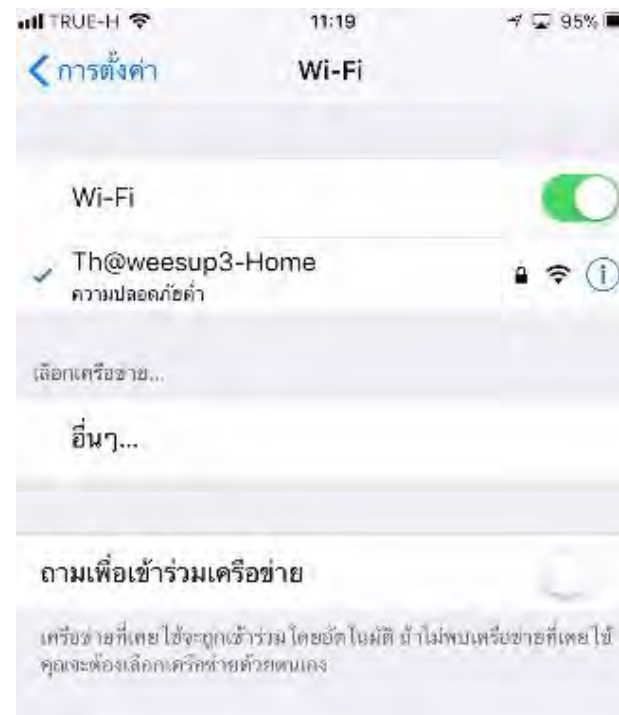 TRUE-H 11:19 95%
การตั้งค่า Wi-Fi
Wi-Fi
Th@weesup3-Home
ความปลอดภัยต่ำ
เลือกเครือข่าย...
อื่นๆ...
ถามเพื่อเข้าร่วมเครือข่าย
เครือข่ายที่เคยใช้จะถูกเข้าร่วมโดยอัตโนมัติ ถ้าไม่พบเครือข่ายที่เคยใช้
คุณจะต้องเลือกเครือข่ายด้วยตนเอง